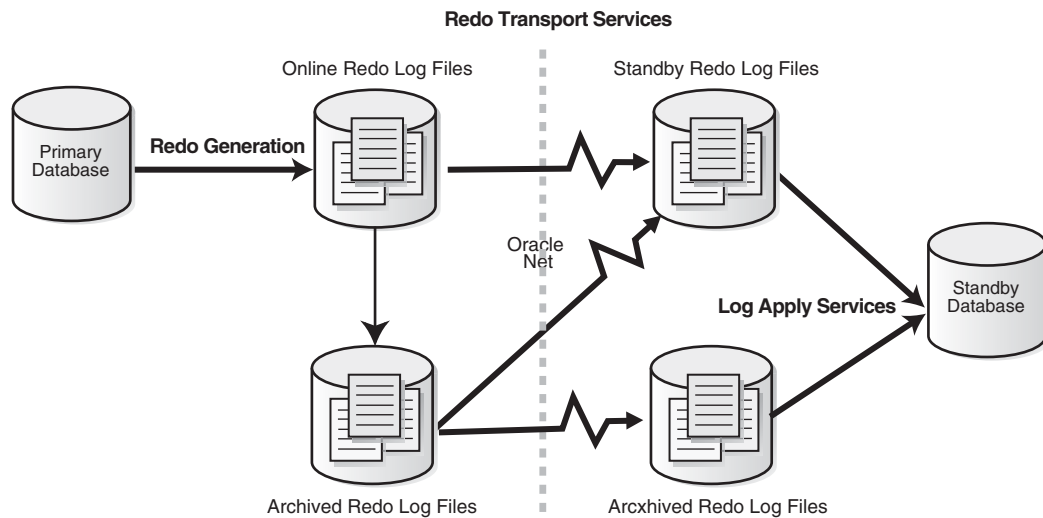 Redo Transport Services
Online Redo Log Files
Standby Redo Log Files
Primary
Database
Redo Generation
Oracle
Net
Standby
Database
Log Apply Services
Archived Redo Log Files
Arcxhived Redo Log Files